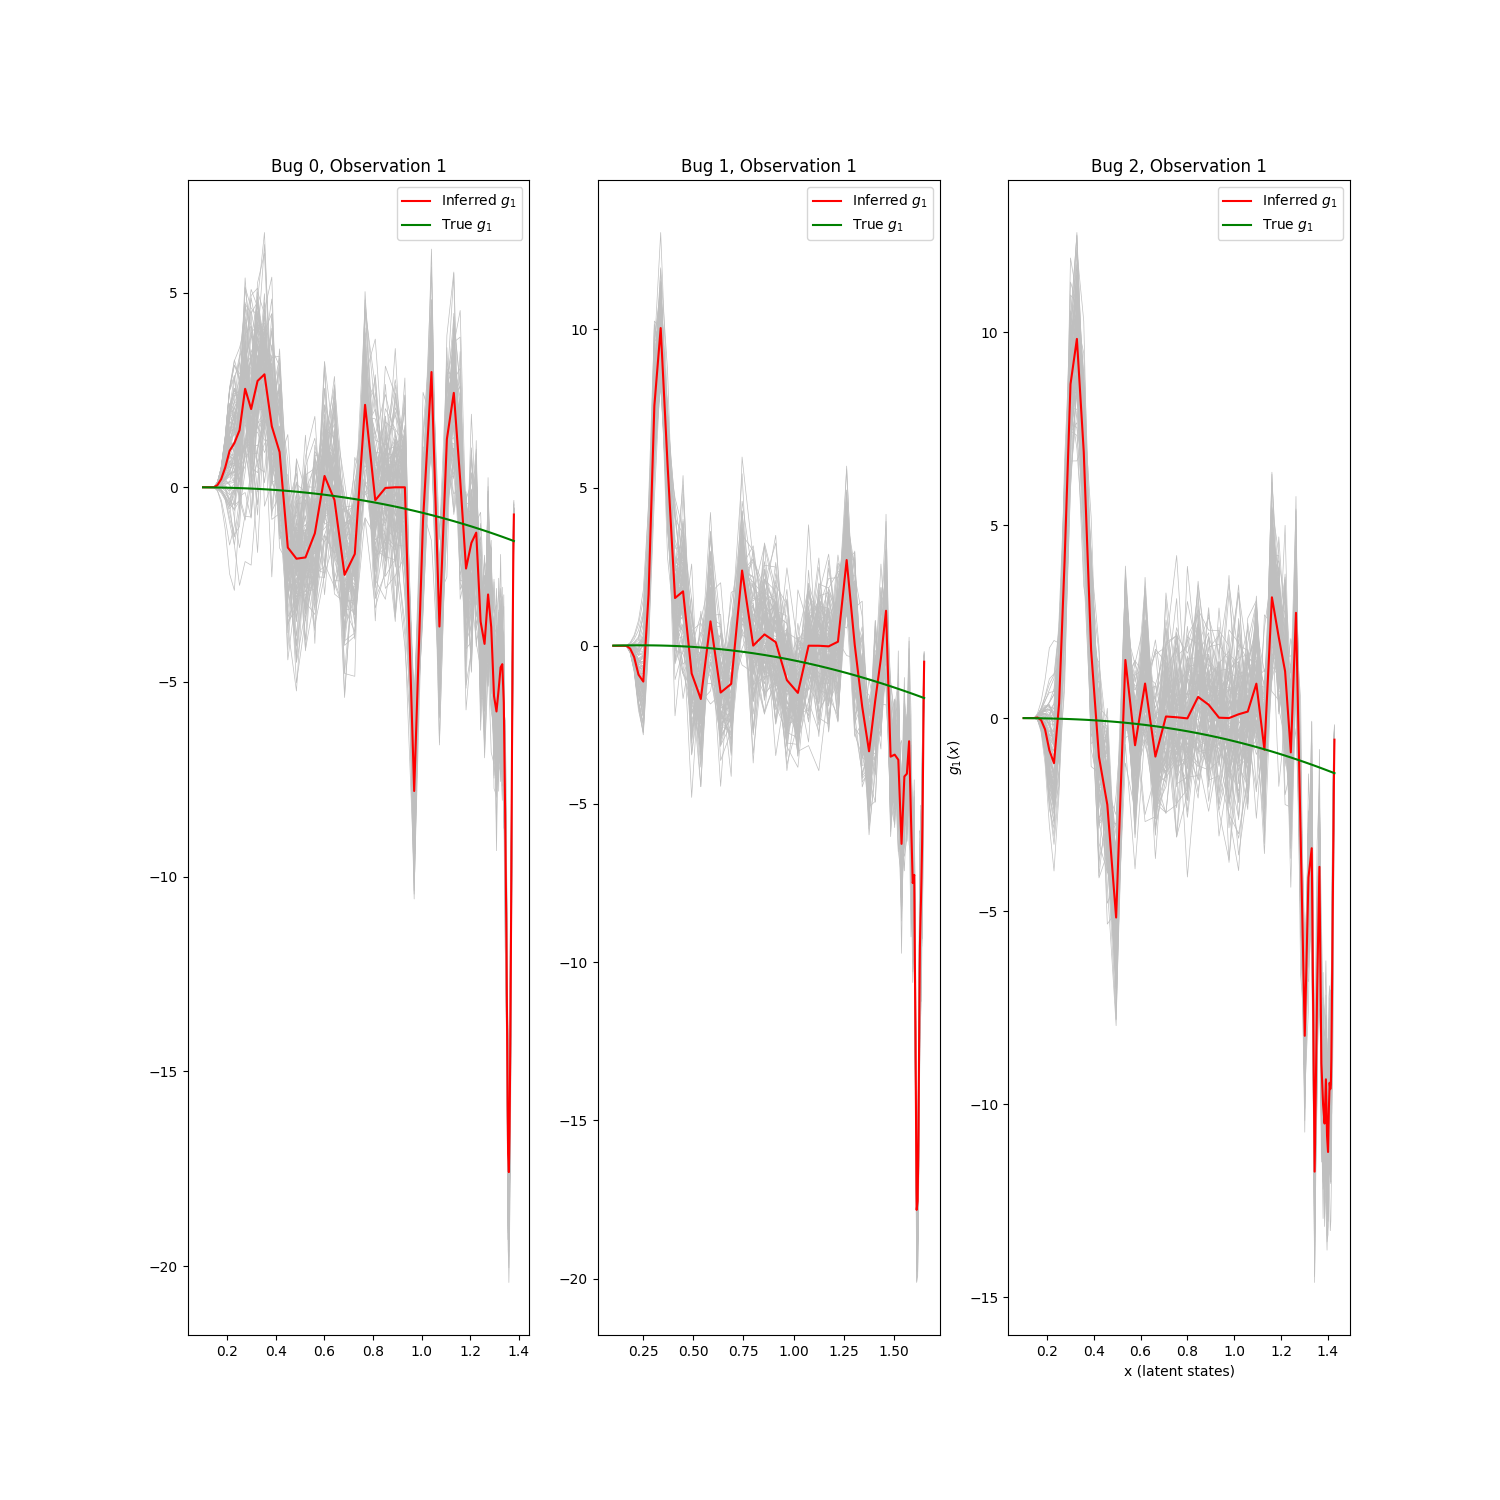 Bug 0, Observation 1
Inferred g₁
True g₁
5
0
−5
−10
−15
−20
0.2 0.4 0.6 0.8 1.0 1.2 1.4
Bug 1, Observation 1
Inferred g₁
True g₁
10
5
0
−5
−10
−15
−20
0.25 0.50 0.75 1.00 1.25 1.50
Bug 2, Observation 1
Inferred g₁
True g₁
g₁(x)
10
5
0
−5
−10
−15
0.2 0.4 0.6 0.8 1.0 1.2 1.4
x (latent states)